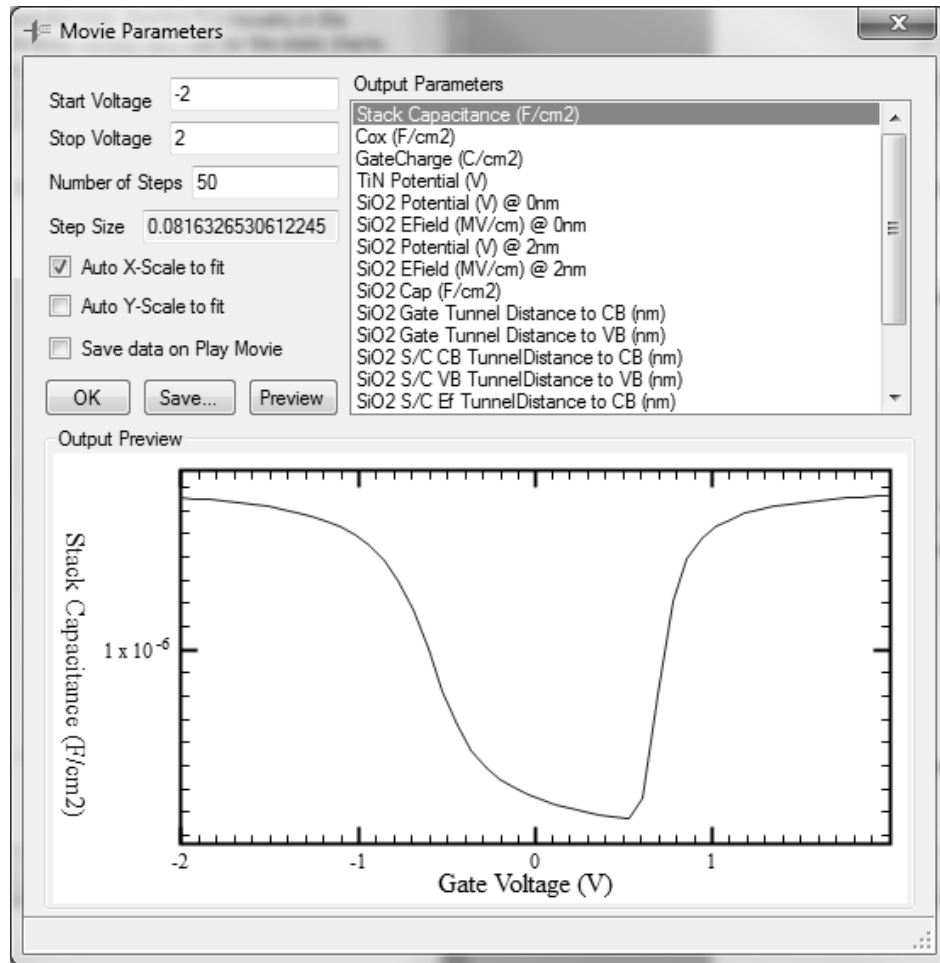 Movie Parameters
Start Voltage -2
Stop Voltage 2
Number of Steps 50
Step Size 0.0816326530612245
Auto X-Scale to fit
Auto Y-Scale to fit
Save data on Play Movie
OK Save... Preview
Output Parameters
Stack Capacitance (F/cm2)
Cox (F/cm2)
GateCharge (C/cm2)
TiN Potential (V)
SiO2 Potential (V) @ 0nm
SiO2 EField (MV/cm) @ 0nm
SiO2 Potential (V) @ 2nm
SiO2 EField (MV/cm) @ 2nm
SiO2 Cap (F/cm2)
SiO2 Gate Tunnel Distance to CB (nm)
SiO2 Gate Tunnel Distance to VB (nm)
SiO2 S/C CB TunnelDistance to CB (nm)
SiO2 S/C VB TunnelDistance to VB (nm)
SiO2 S/C Ef TunnelDistance to CB (nm)
Output Preview
Stack Capacitance (F/cm2)
1 x 10-6
-2 -1 0 1
Gate Voltage (V)